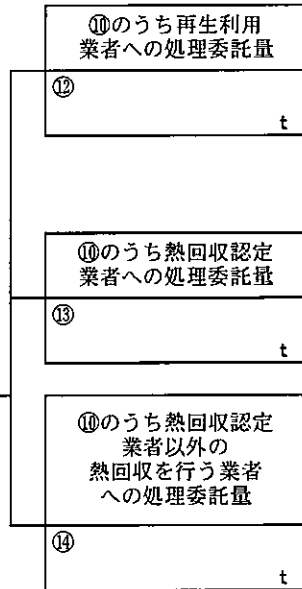 ⑩のうち再生利用
業者への処理委託量
⑫
t
⑩のうち熱回収認定
業者への処理委託量
⑬
t
⑩のうち熱回収認定
業者以外の
熱回収を行う業者
への処理委託量
⑭
t